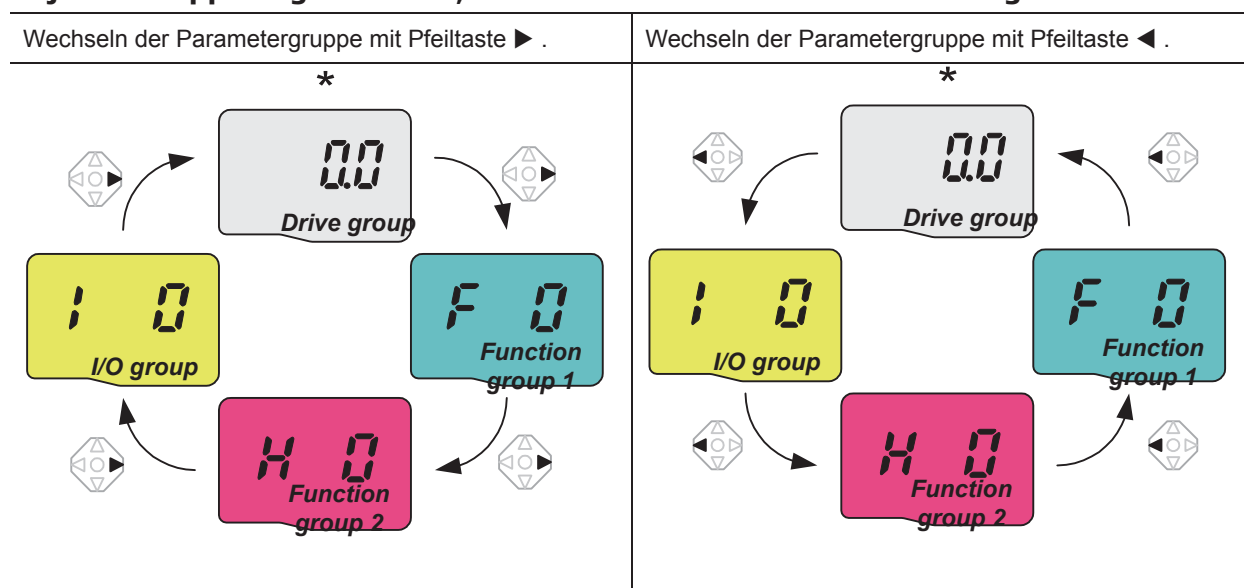 Wechseln der Parametergruppe mit Pfeiltaste ▶ .
Wechseln der Parametergruppe mit Pfeiltaste ◀ .
*
0.0
Drive group
I 0
I/O group
F 0
Function
group 1
H 0
Function
group 2
*
0.0
Drive group
I 0
I/O group
F 0
Function
group 1
H 0
Function
group 2